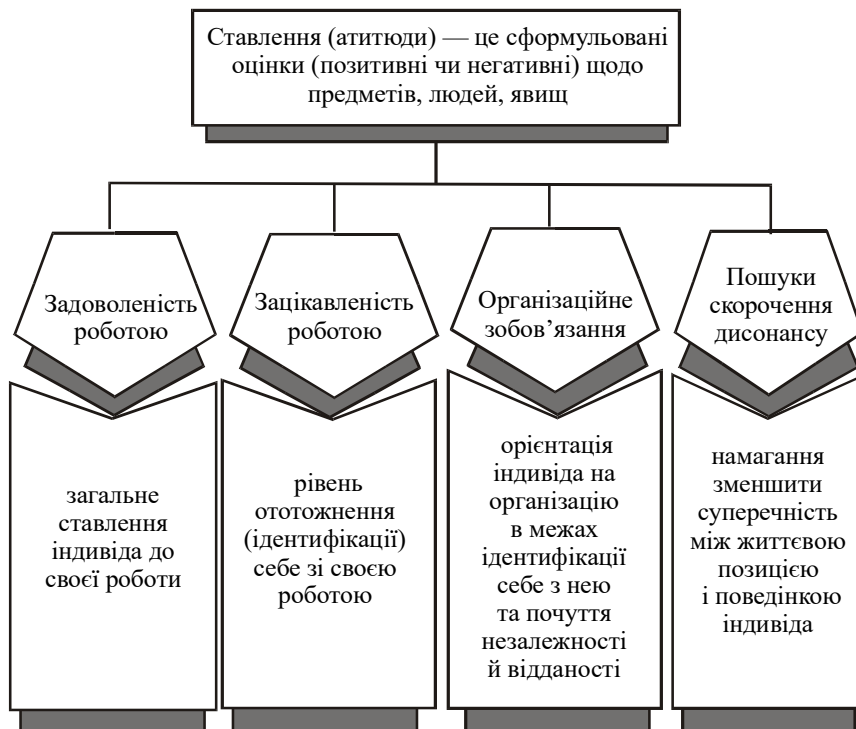 Ставлення (атитюди) — це сформульовані
оцінки (позитивні чи негативні) щодо
предметів, людей, явищ
Задоволеність
роботою
Зацікавленість
роботою
Організаційне
зобов’язання
Пошуки
скорочення
дисонансу
загальне
ставлення
індивіда до
своєї роботи
рівень
ототожнення
(ідентифікації)
себе зі своєю
роботою
орієнтація
індивіда на
організацію
в межах
ідентифікації
себе з нею
та почуття
незалежності
й відданості
намагання
зменшити
суперечність
між життєвою
позицією
і поведінкою
індивіда